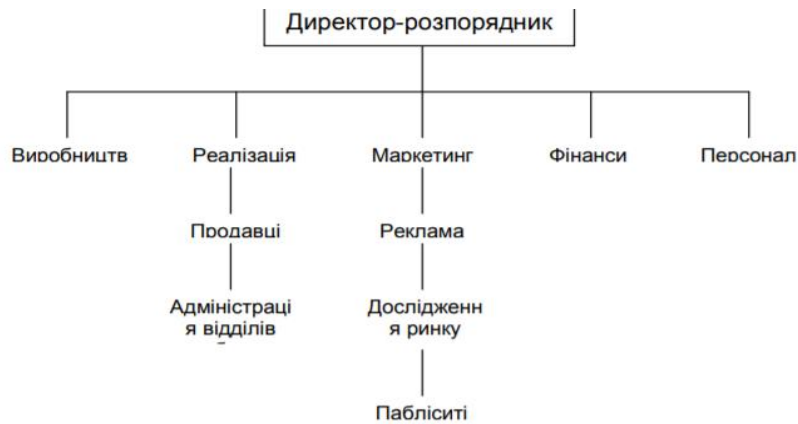 Директор-розпорядник
Виробництв Реалізація Маркетинг Фінанси Персонал
Продавці Реклама
Адміністраці Дослідженн
я відділів я ринку
Пабліситі